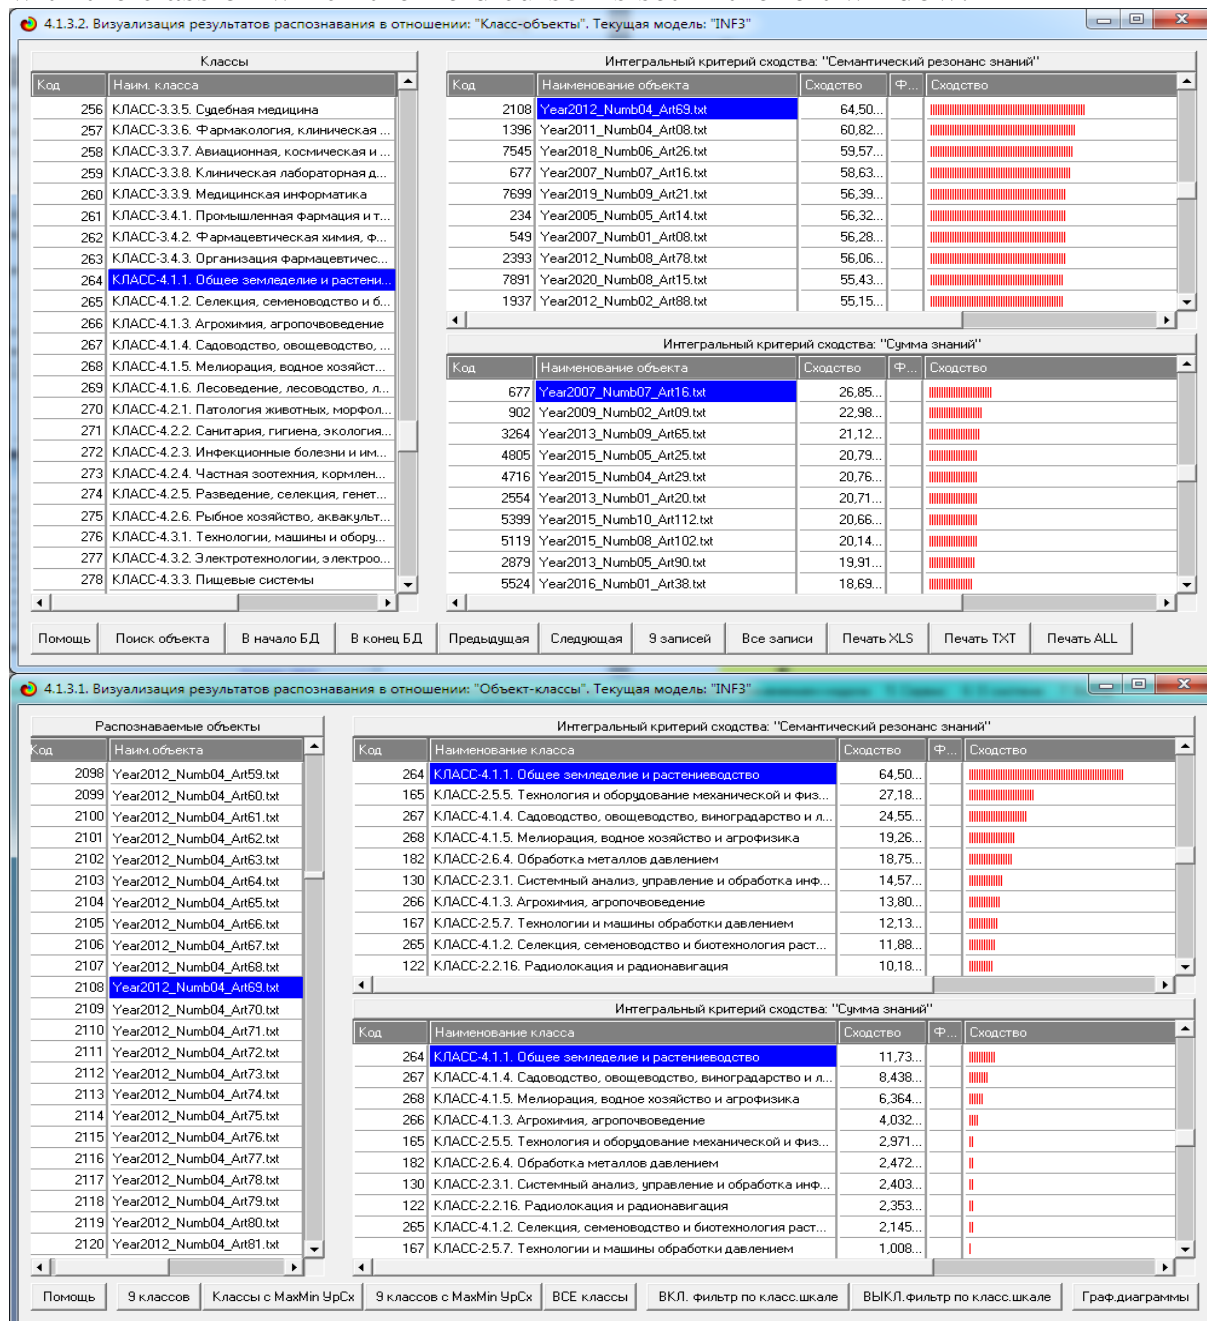 4.1.3.2. Визуализация результатов распознавания в отношении: "Класс-объекты". Текущая модель: "INF3"
Классы
Код Наим. класса
256 КЛАСС-3.3.5. Судебная медицина
257 КЛАСС-3.3.6. Фармакология, клиническая ...
258 КЛАСС-3.3.7. Авиационная, космическая и ...
259 КЛАСС-3.3.8. Клиническая лабораторная д...
260 КЛАСС-3.3.9. Медицинская информатика
261 КЛАСС-3.4.1. Промышленная фармация и т...
262 КЛАСС-3.4.2. Фармацевтическая химия, ф...
263 КЛАСС-3.4.3. Организация фармацевтичес...
264 КЛАСС-4.1.1. Общее земледелие и растени...
265 КЛАСС-4.1.2. Селекция, семеноводство и б...
266 КЛАСС-4.1.3. Агрохимия, агропочвоведение
267 КЛАСС-4.1.4. Садоводство, овощеводство, ...
268 КЛАСС-4.1.5. Мелиорация, водное хозяйст...
269 КЛАСС-4.1.6. Лесоведение, лесоводство, л...
270 КЛАСС-4.2.1. Патология животных, морфол...
271 КЛАСС-4.2.2. Санитария, гигиена, экология...
272 КЛАСС-4.2.3. Инфекционные болезни и им...
273 КЛАСС-4.2.4. Частная зоотехния, кормлен...
274 КЛАСС-4.2.5. Разведение, селекция, генет...
275 КЛАСС-4.2.6. Рыбное хозяйство, аквакульт...
276 КЛАСС-4.3.1. Технологии, машины и обору...
277 КЛАСС-4.3.2. Электротехнологии, электроо...
278 КЛАСС-4.3.3. Пищевые системы
Интегральный критерий сходства: "Семантический резонанс знаний"
Код Наименование объекта Сходство Ф... Сходство
2108 Year2012_Numb04_Art69.txt 64,50...
1396 Year2011_Numb04_Art08.txt 60,82...
7545 Year2018_Numb06_Art26.txt 59,57...
677 Year2007_Numb07_Art16.txt 58,63...
7699 Year2019_Numb09_Art21.txt 56,39...
234 Year2005_Numb05_Art14.txt 56,32...
549 Year2007_Numb01_Art08.txt 56,28...
2393 Year2012_Numb08_Art78.txt 56,06...
7891 Year2020_Numb08_Art15.txt 55,43...
1937 Year2012_Numb02_Art88.txt 55,15...
Интегральный критерий сходства: "Сумма знаний"
Код Наименование объекта Сходство Ф... Сходство
677 Year2007_Numb07_Art16.txt 26,85...
902 Year2009_Numb02_Art09.txt 22,98...
3264 Year2013_Numb09_Art65.txt 21,12...
4805 Year2015_Numb05_Art25.txt 20,79...
4716 Year2015_Numb04_Art29.txt 20,76...
2554 Year2013_Numb01_Art20.txt 20,71...
5399 Year2015_Numb10_Art112.txt 20,66...
5119 Year2015_Numb08_Art102.txt 20,14...
2879 Year2013_Numb05_Art90.txt 19,91...
5524 Year2016_Numb01_Art38.txt 18,69...
Помощь Поиск объекта В начало БД В конец БД Предыдущая Следующая 9 записей Все записи Печать XLS Печать TXT Печать ALL
4.1.3.1. Визуализация результатов распознавания в отношении: "Объект-классы". Текущая модель: "INF3"
Распознаваемые объекты
Код Наим.объекта
2098 Year2012_Numb04_Art59.txt
2099 Year2012_Numb04_Art60.txt
2100 Year2012_Numb04_Art61.txt
2101 Year2012_Numb04_Art62.txt
2102 Year2012_Numb04_Art63.txt
2103 Year2012_Numb04_Art64.txt
2104 Year2012_Numb04_Art65.txt
2105 Year2012_Numb04_Art66.txt
2106 Year2012_Numb04_Art67.txt
2107 Year2012_Numb04_Art68.txt
2108 Year2012_Numb04_Art69.txt
2109 Year2012_Numb04_Art70.txt
2110 Year2012_Numb04_Art71.txt
2111 Year2012_Numb04_Art72.txt
2112 Year2012_Numb04_Art73.txt
2113 Year2012_Numb04_Art74.txt
2114 Year2012_Numb04_Art75.txt
2115 Year2012_Numb04_Art76.txt
2116 Year2012_Numb04_Art77.txt
2117 Year2012_Numb04_Art78.txt
2118 Year2012_Numb04_Art79.txt
2119 Year2012_Numb04_Art80.txt
2120 Year2012_Numb04_Art81.txt
Интегральный критерий сходства: "Семантический резонанс знаний"
Код Наименование класса Сходство Ф... Сходство
264 КЛАСС-4.1.1. Общее земледелие и растениеводство 64,50...
165 КЛАСС-2.5.5. Технология и оборудование механической и физ... 27,18...
267 КЛАСС-4.1.4. Садоводство, овощеводство, виноградарство и л... 24,55...
268 КЛАСС-4.1.5. Мелиорация, водное хозяйство и агрофизика 19,26...
182 КЛАСС-2.6.4. Обработка металлов давлением 18,75...
130 КЛАСС-2.3.1. Системный анализ, управление и обработка инф... 14,57...
266 КЛАСС-4.1.3. Агрохимия, агропочвоведение 13,80...
167 КЛАСС-2.5.7. Технологии и машины обработки давлением 12,13...
265 КЛАСС-4.1.2. Селекция, семеноводство и биотехнология раст... 11,88...
122 КЛАСС-2.2.16. Радиолокация и радионавигация 10,18...
Интегральный критерий сходства: "Сумма знаний"
Код Наименование класса Сходство Ф... Сходство
264 КЛАСС-4.1.1. Общее земледелие и растениеводство 11,73...
267 КЛАСС-4.1.4. Садоводство, овощеводство, виноградарство и л... 8,438...
268 КЛАСС-4.1.5. Мелиорация, водное хозяйство и агрофизика 6,364...
266 КЛАСС-4.1.3. Агрохимия, агропочвоведение 4,032...
165 КЛАСС-2.5.5. Технология и оборудование механической и физ... 2,971...
182 КЛАСС-2.6.4. Обработка металлов давлением 2,472...
130 КЛАСС-2.3.1. Системный анализ, управление и обработка инф... 2,403...
122 КЛАСС-2.2.16. Радиолокация и радионавигация 2,353...
265 КЛАСС-4.1.2. Селекция, семеноводство и биотехнология раст... 2,145...
167 КЛАСС-2.5.7. Технологии и машины обработки давлением 1,008...
Помощь 9 классов Классы с MaxMin УрСх 9 классов с MaxMin УрСх ВСЕ классы ВКЛ. фильтр по класс.шкале ВЫКЛ.фильтр по класс.шкале Граф.диаграммы